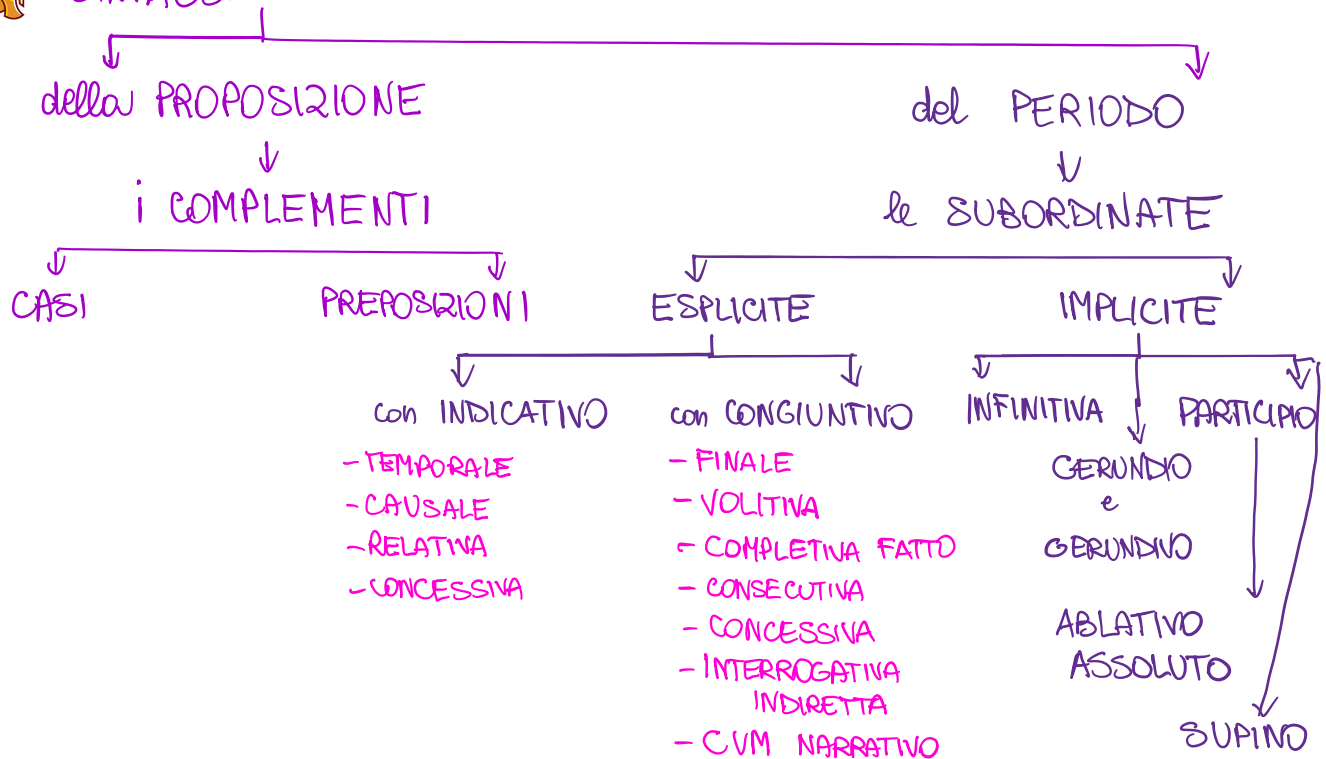 della PROPOSIZIONE
del PERIODO
i COMPLEMENTI
le SUBORDINATE
CASI
PREPOSIZIONI
ESPLICITE
IMPLICITE
con INDICATIVO
- TEMPORALE
- CAUSALE
- RELATIVA
- CONCESSIVA
con CONGIUNTIVO
- FINALE
- VOLITIVA
- COMPLETIVA FATTO
- CONSECUTIVA
- CONCESSIVA
- INTERROGATIVA
INDIRETTA
- CVM NARRATIVO
INFINITIVA
GERUNDIO
e
GERUNDIVO
PARTICIPIO
ABLATIVO
ASSOLUTO
SUPINO